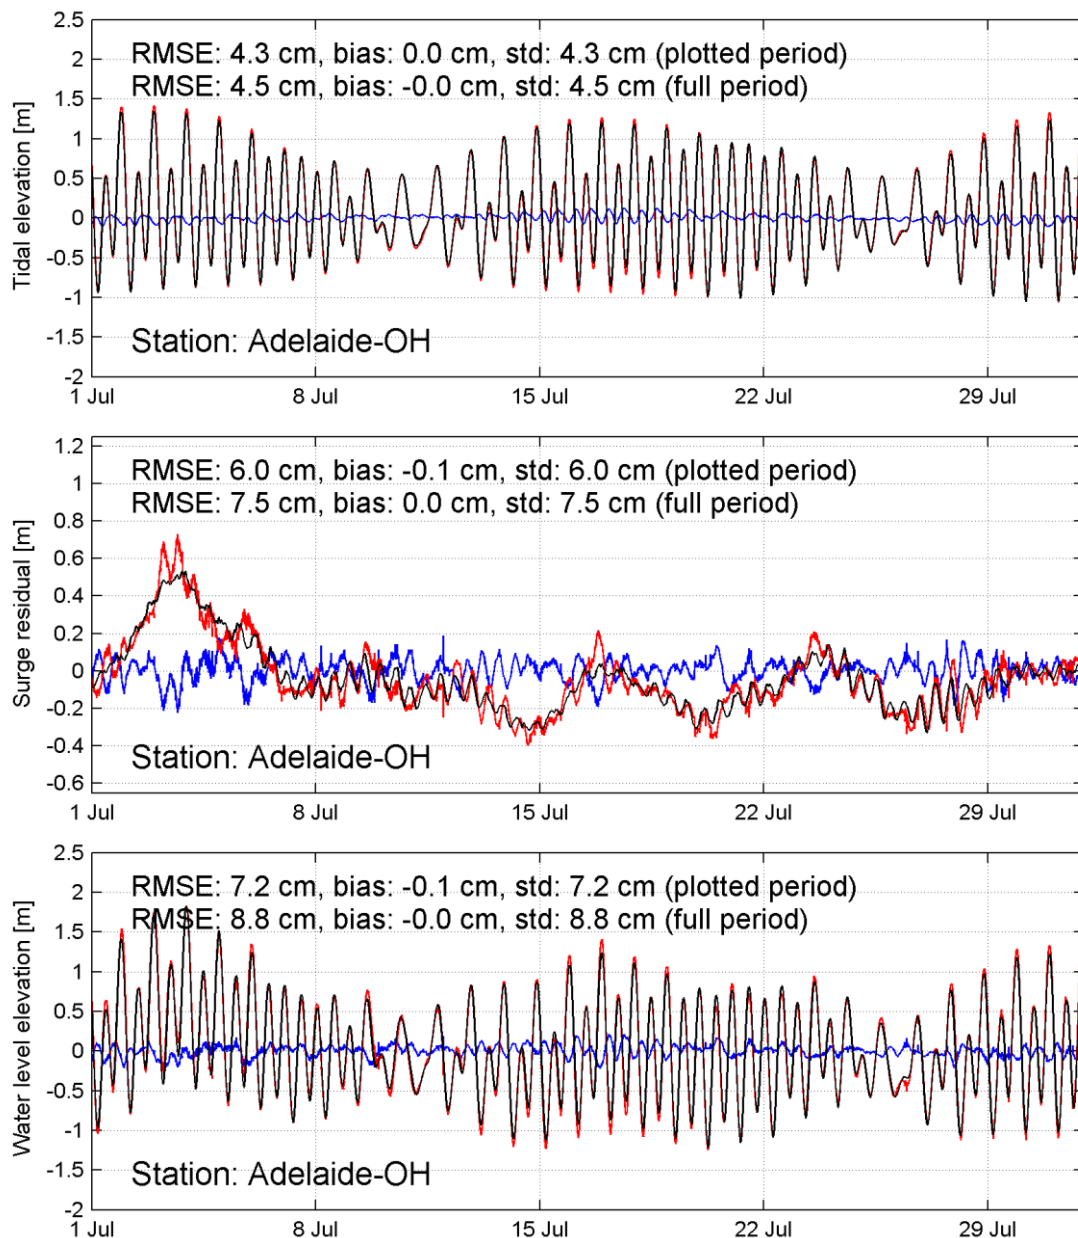 2.5
RMSE: 4.3 cm, bias: 0.0 cm, std: 4.3 cm (plotted period)
2
RMSE: 4.5 cm, bias: -0.0 cm, std: 4.5 cm (full period)
1.5
1
0.5
0
-0.5
-1
-1.5
-2
Tidal elevation [m]
Station: Adelaide-OH
1 Jul 8 Jul 15 Jul 22 Jul 29 Jul
1.2
RMSE: 6.0 cm, bias: -0.1 cm, std: 6.0 cm (plotted period)
1
RMSE: 7.5 cm, bias: 0.0 cm, std: 7.5 cm (full period)
0.8
0.6
0.4
0.2
0
-0.2
-0.4
-0.6
Surge residual [m]
Station: Adelaide-OH
1 Jul 8 Jul 15 Jul 22 Jul 29 Jul
2.5
RMSE: 7.2 cm, bias: -0.1 cm, std: 7.2 cm (plotted period)
2
RMSE: 8.8 cm, bias: -0.0 cm, std: 8.8 cm (full period)
1.5
1
0.5
0
-0.5
-1
-1.5
-2
Water level elevation [m]
Station: Adelaide-OH
1 Jul 8 Jul 15 Jul 22 Jul 29 Jul